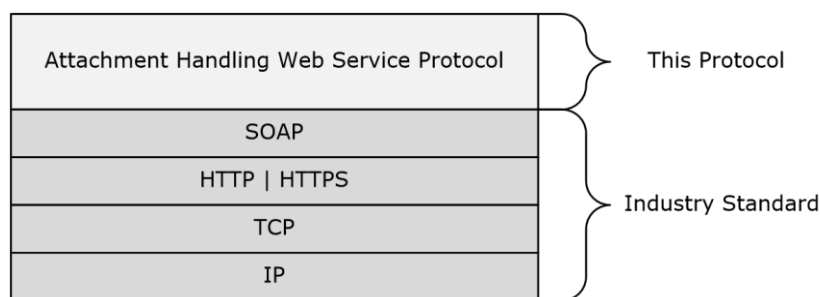 Attachment Handling Web Service Protocol
This Protocol
SOAP
HTTP | HTTPS
TCP
IP
Industry Standard